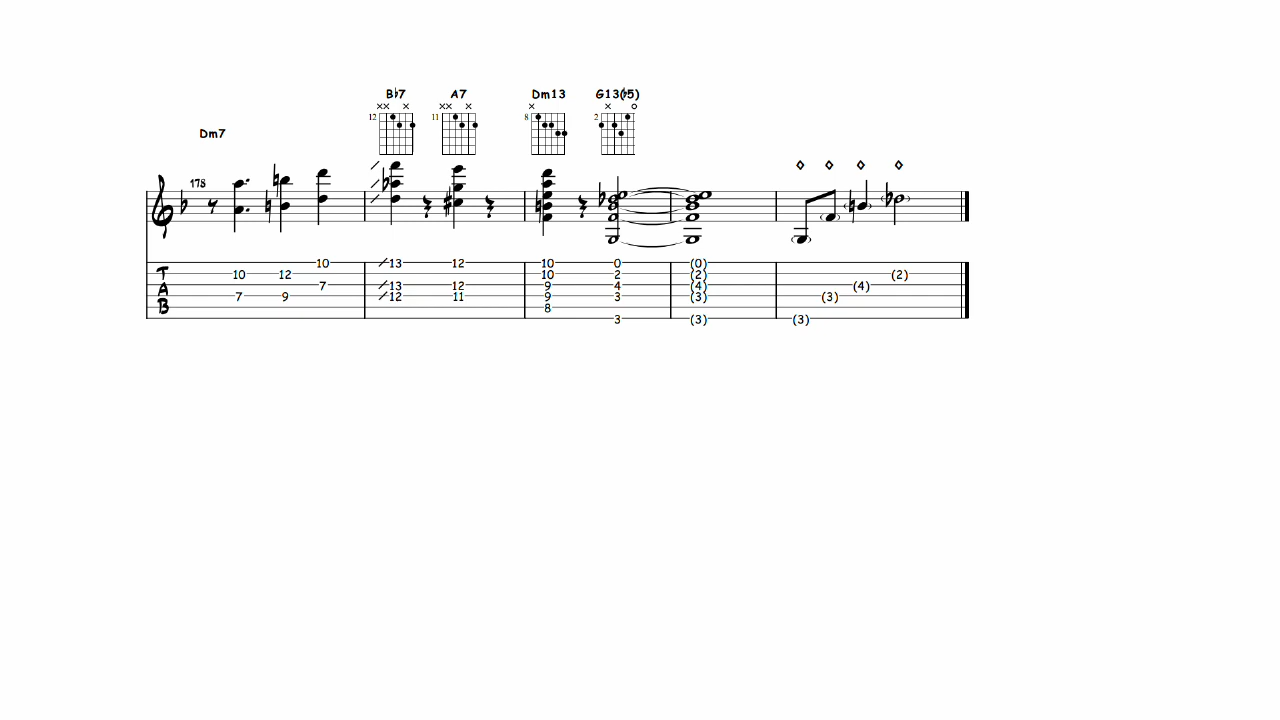 B♭7 A7 Dm13 G13(♭5)
×× × ×× × × × ○
12 11 8 2
Dm7
178
10 13 12 10 0 (0)
10 12 10 2 (2) (2)
7 13 12 9 4 (4) (4)
7 9 12 11 9 3 (3) (3)
8
3 (3) (3)
T
A
B